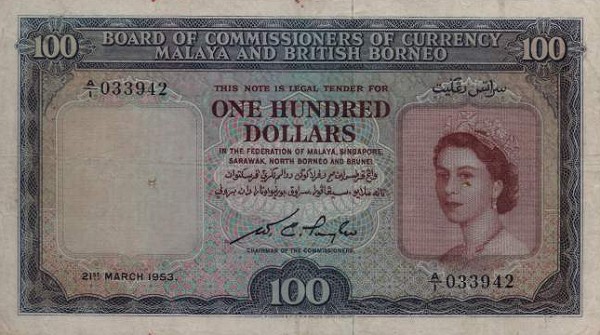 100 BOARD OF COMMISSIONERS OF CURRENCY 100
MALAYA AND BRITISH BORNEO
A/1 033942
THIS NOTE IS LEGAL TENDER FOR
ONE HUNDRED
DOLLARS
IN THE FEDERATION OF MALAYA, SINGAPORE,
SARAWAK, NORTH BORNEO AND BRUNEI.
CHAIRMAN OF THE COMMISSIONERS.
21ST MARCH 1953.
A/1 033942
100